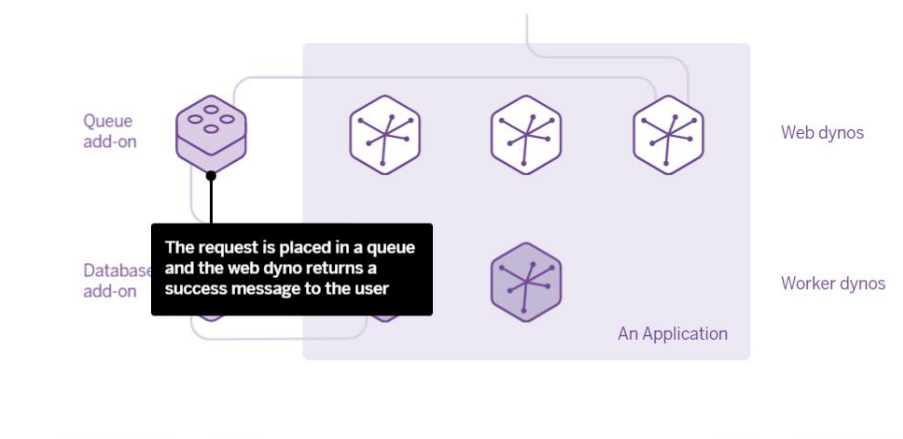 Queue
add-on
Web dynos
The request is placed in a queue
and the web dyno returns a
success message to the user
Database
add-on
Worker dynos
An Application